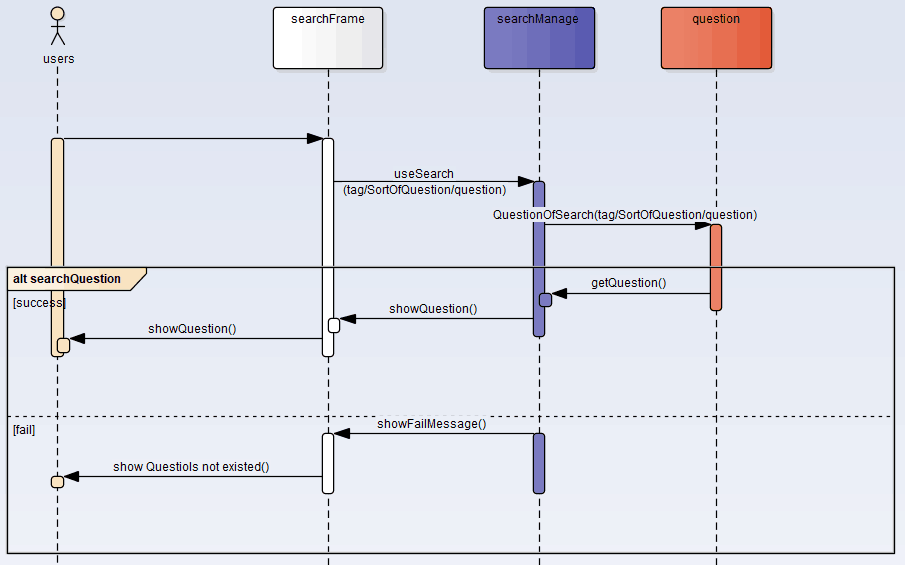 users
searchFrame
searchManage
question
useSearch
(tag/SortOfQuestion/question)
QuestionOfSearch(tag/SortOfQuestion/question)
alt searchQuestion
[success]
getQuestion()
showQuestion()
showQuestion()
[fail]
showFailMessage()
show Questiols not existed()